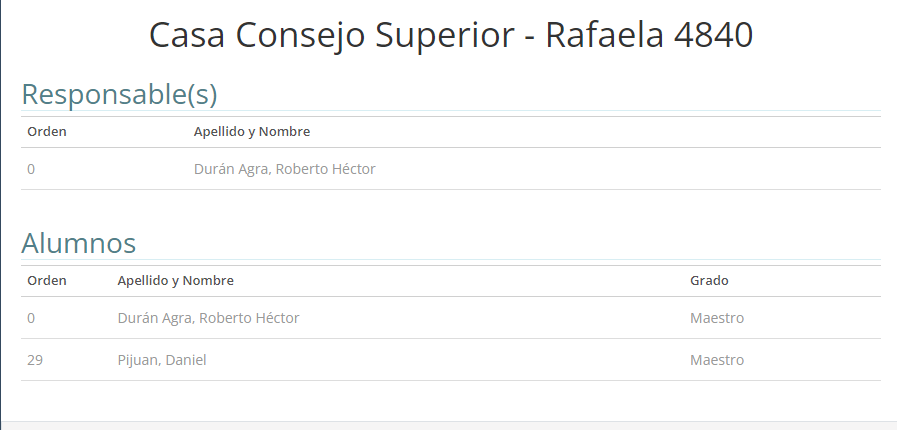 Casa Consejo Superior - Rafaela 4840
Responsable(s)
Orden Apellido y Nombre
0 Durán Agra, Roberto Héctor
Alumnos
Orden Apellido y Nombre Grado
0 Durán Agra, Roberto Héctor Maestro
29 Pijuan, Daniel Maestro